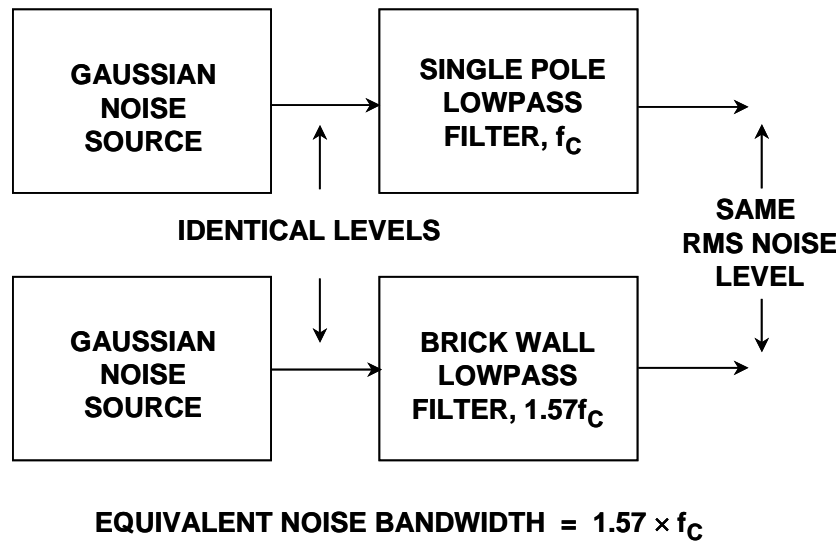 GAUSSIAN
NOISE
SOURCE
SINGLE POLE
LOWPASS
FILTER, fC
IDENTICAL LEVELS
SAME
RMS NOISE
LEVEL
GAUSSIAN
NOISE
SOURCE
BRICK WALL
LOWPASS
FILTER, 1.57fC
EQUIVALENT NOISE BANDWIDTH = 1.57 × fC